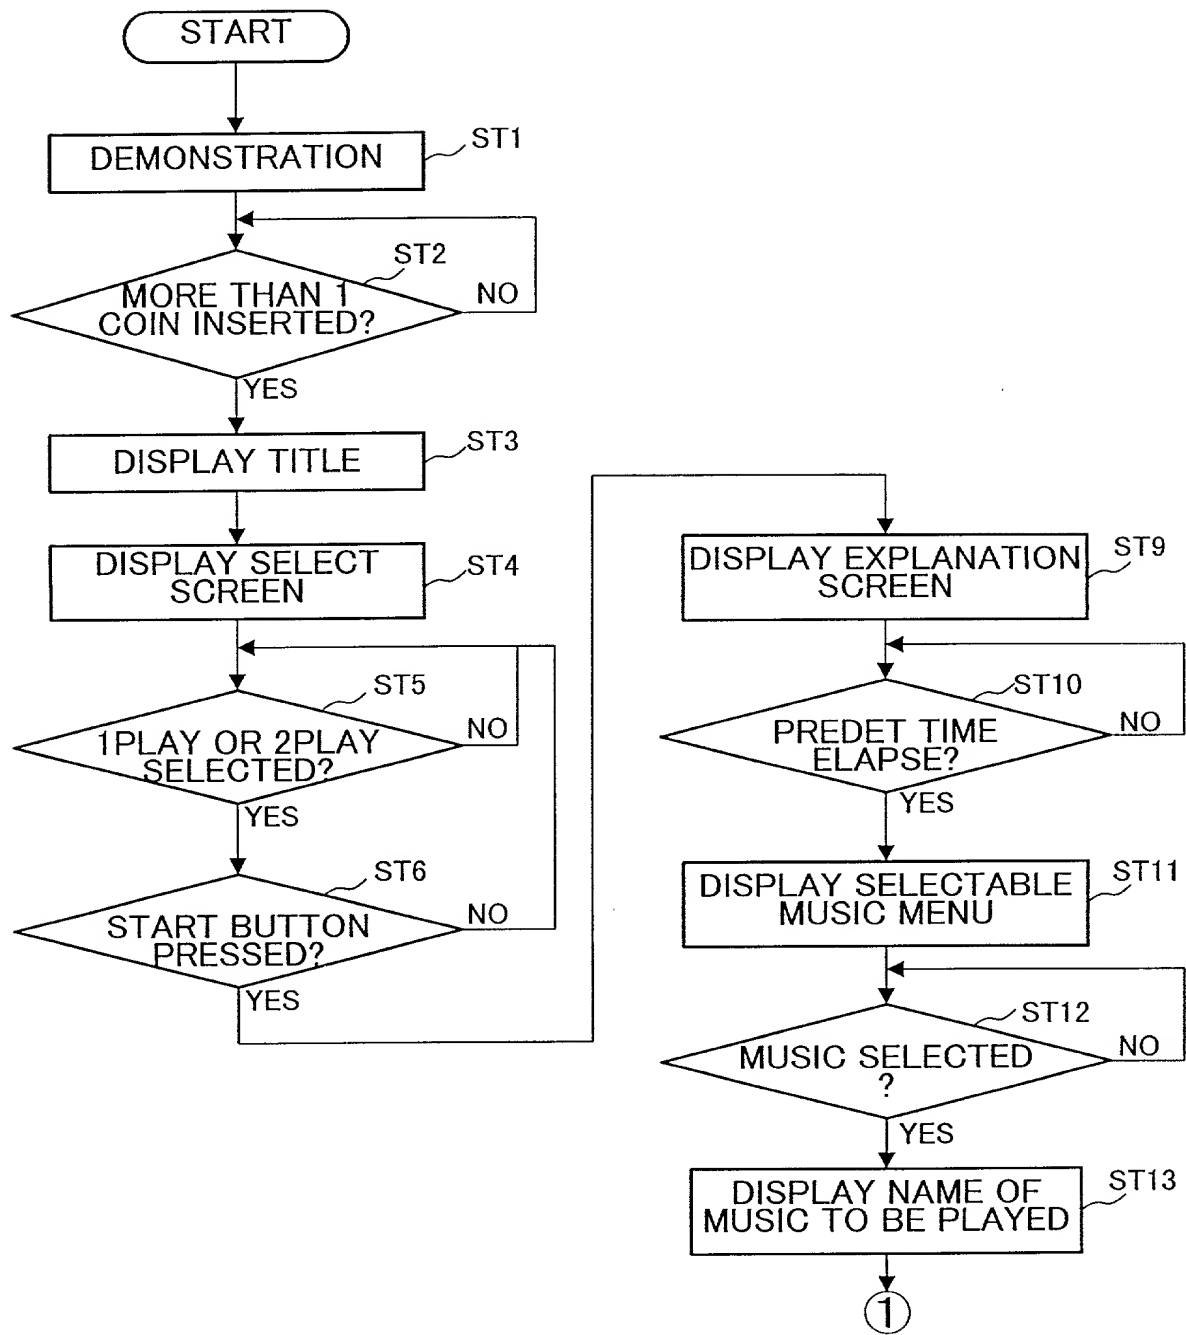 START
DEMONSTRATION
ST1
ST2
MORE THAN 1
COIN INSERTED?
NO
YES
DISPLAY TITLE
ST3
DISPLAY SELECT
SCREEN
ST4
ST5
1PLAY OR 2PLAY
SELECTED?
NO
YES
ST6
START BUTTON
PRESSED?
NO
YES
DISPLAY EXPLANATION
SCREEN
ST9
ST10
PREDET TIME
ELAPSE?
NO
YES
DISPLAY SELECTABLE
MUSIC MENU
ST11
ST12
MUSIC SELECTED
?
NO
YES
DISPLAY NAME OF
MUSIC TO BE PLAYED
ST13
1